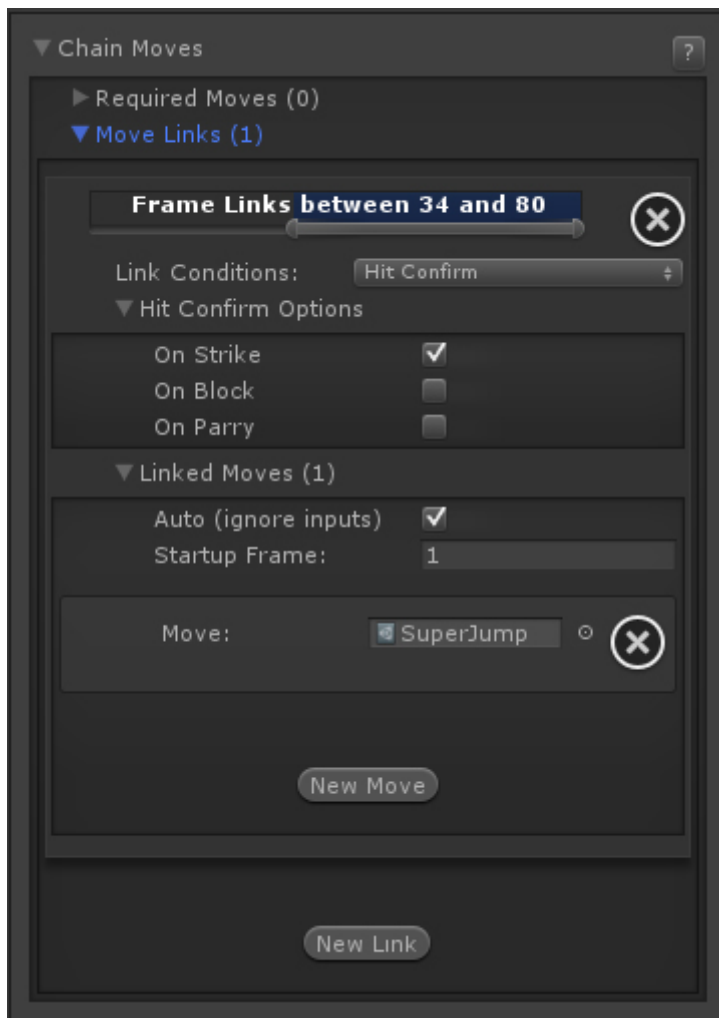 Chain Moves
?
Required Moves (0)
Move Links (1)
Frame Links between 34 and 80
Link Conditions: Hit Confirm
Hit Confirm Options
On Strike
On Block
On Parry
Linked Moves (1)
Auto (ignore inputs)
Startup Frame: 1
Move: SuperJump
New Move
New Link